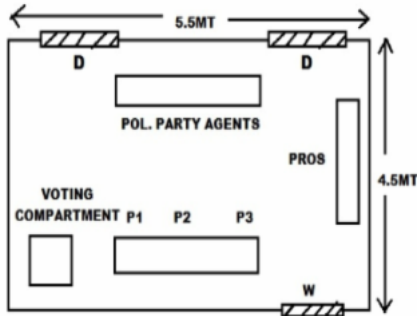 5.5MT
D
D
POL. PARTY AGENTS
PROS
4.5MT
VOTING
COMPARTMENT
P1
P2
P3
W